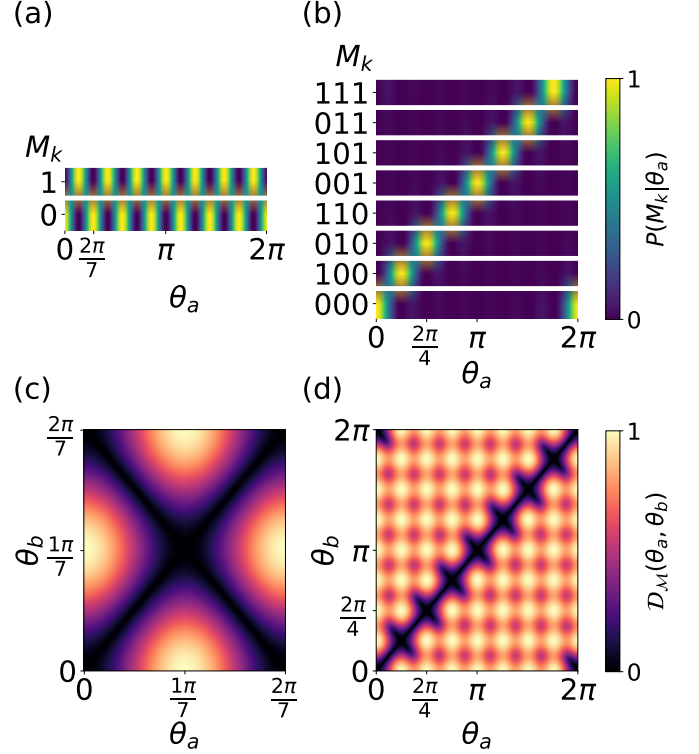 (a)
(b)
M_k
111
011
101
001
110
010
100
000
0
2π/4
π
2π
θ_a
1
0
P(M_k|θ_a)
M_k
1
0
0
2π/7
π
2π
θ_a
(c)
(d)
2π/7
θ_b
1π/7
0
0
1π/7
2π/7
θ_a
2π
θ_b
π
2π/4
0
0
2π/4
π
2π
θ_a
1
0
𝒟_ℳ(θ_a, θ_b)